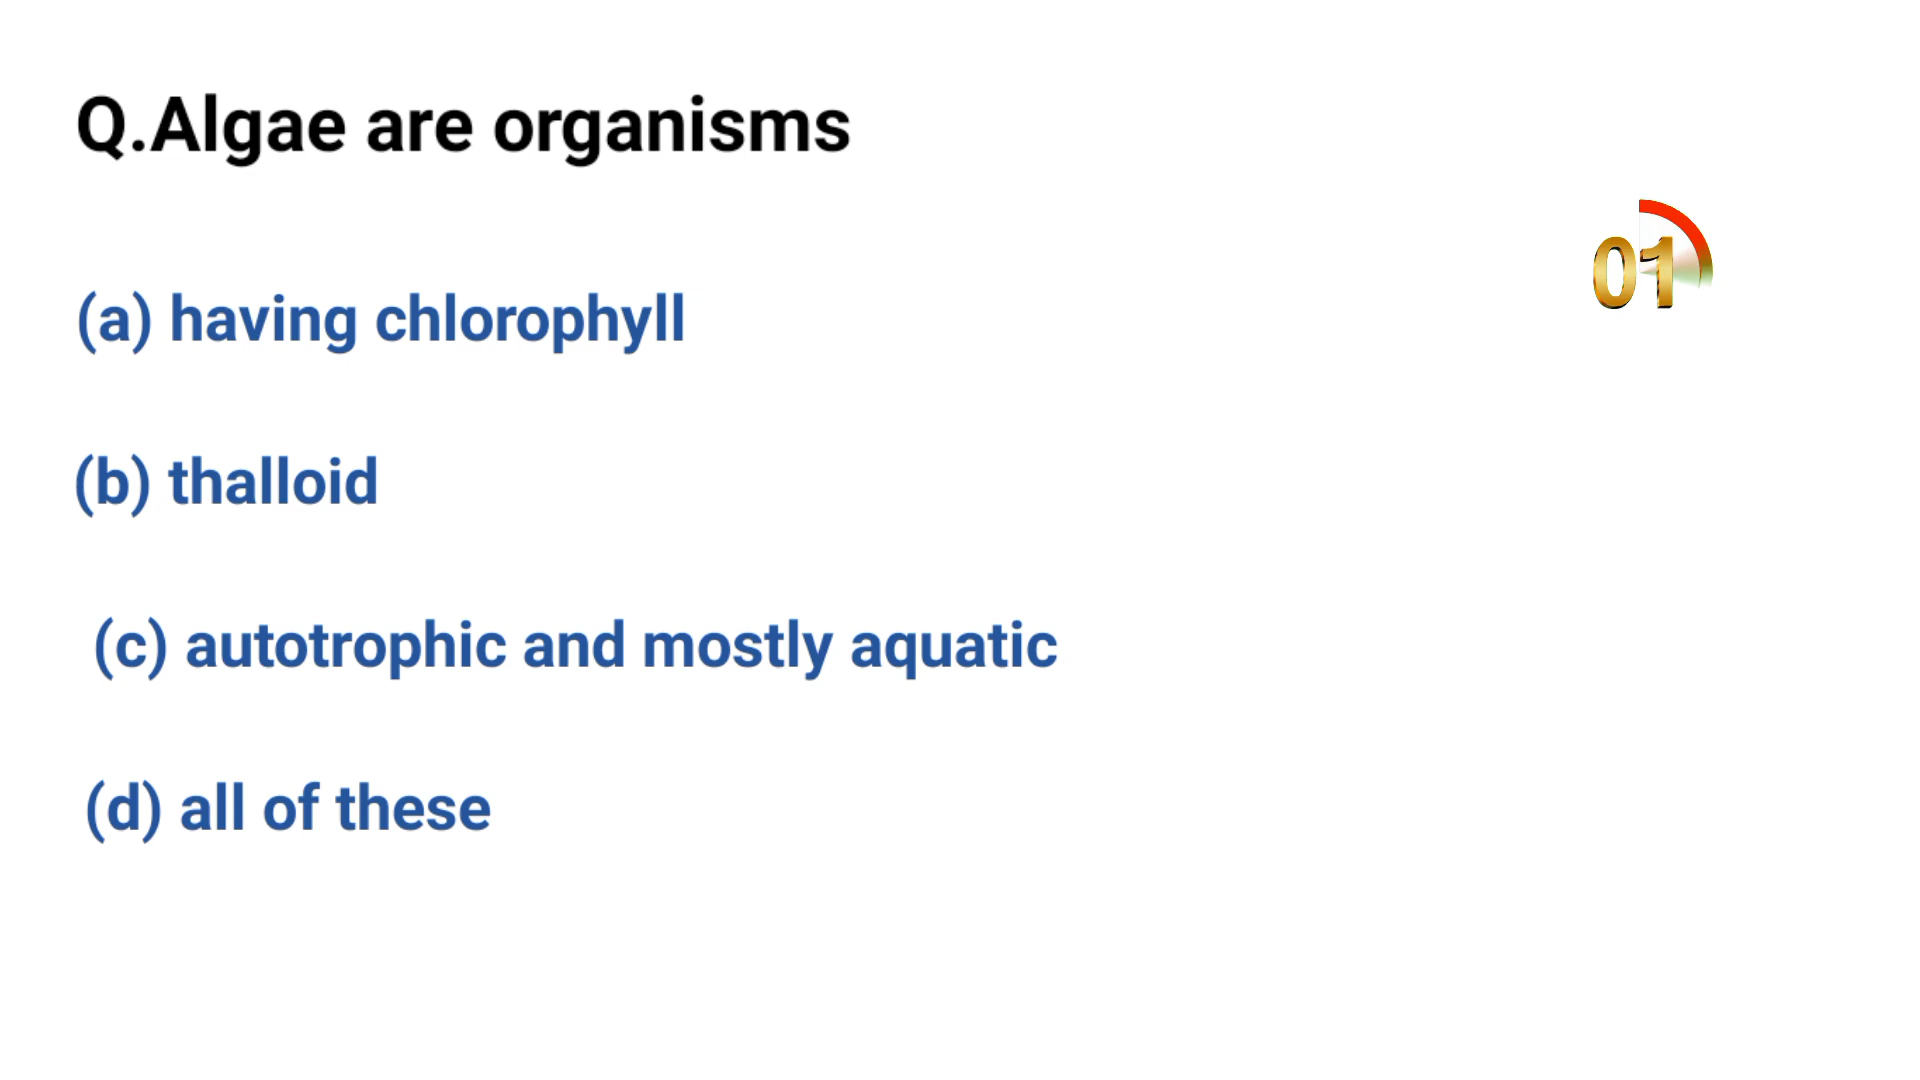 Q.Algae are organisms
01
(a) having chlorophyll
(b) thalloid
(c) autotrophic and mostly aquatic
(d) all of these